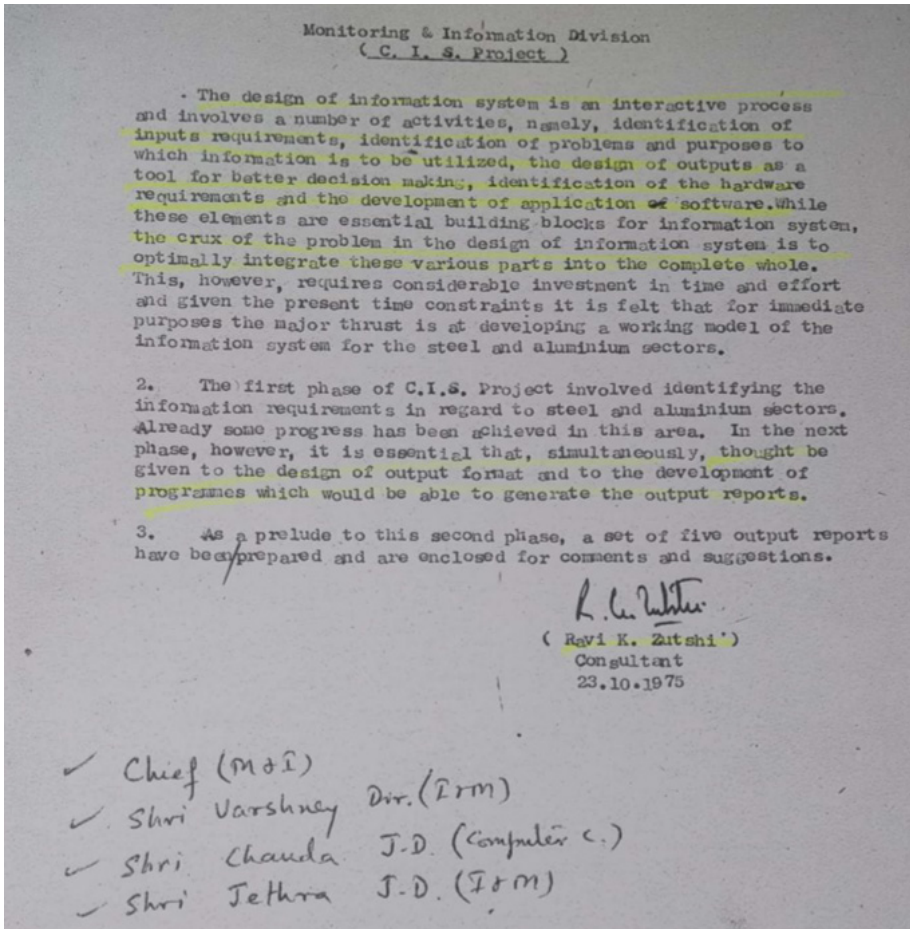 Monitoring & Information Division
( C. I. S. Project )
The design of information system is an interactive process
and involves a number of activities, namely, identification of
inputs requirements, identification of problems and purposes to
which information is to be utilized, the design of outputs as a
tool for better decision making, identification of the hardware
requirements and the development of application of software.While
these elements are essential building blocks for information system,
the crux of the problem in the design of information system is to
optimally integrate these various parts into the complete whole.
This, however, requires considerable investment in time and effort
and given the present time constraints it is felt that for immediate
purposes the major thrust is at developing a working model of the
information system for the steel and aluminium sectors.
2. The first phase of C.I.S. Project involved identifying the
information requirements in regard to steel and aluminium sectors.
Already some progress has been achieved in this area. In the next
phase, however, it is essential that, simultaneously, thought be
given to the design of output format and to the development of
programmes which would be able to generate the output reports.
3. As a prelude to this second phase, a set of five output reports
have been/prepared and are enclosed for comments and suggestions.
( Ravi K. Zutshi )
Consultant
23.10.1975
✓ Chief (M & I)
✓ Shri Varshney Dir. (I & M)
✓ Shri Chauda J.D. (Computer C.)
✓ Shri Jethra J.D. (I & M)